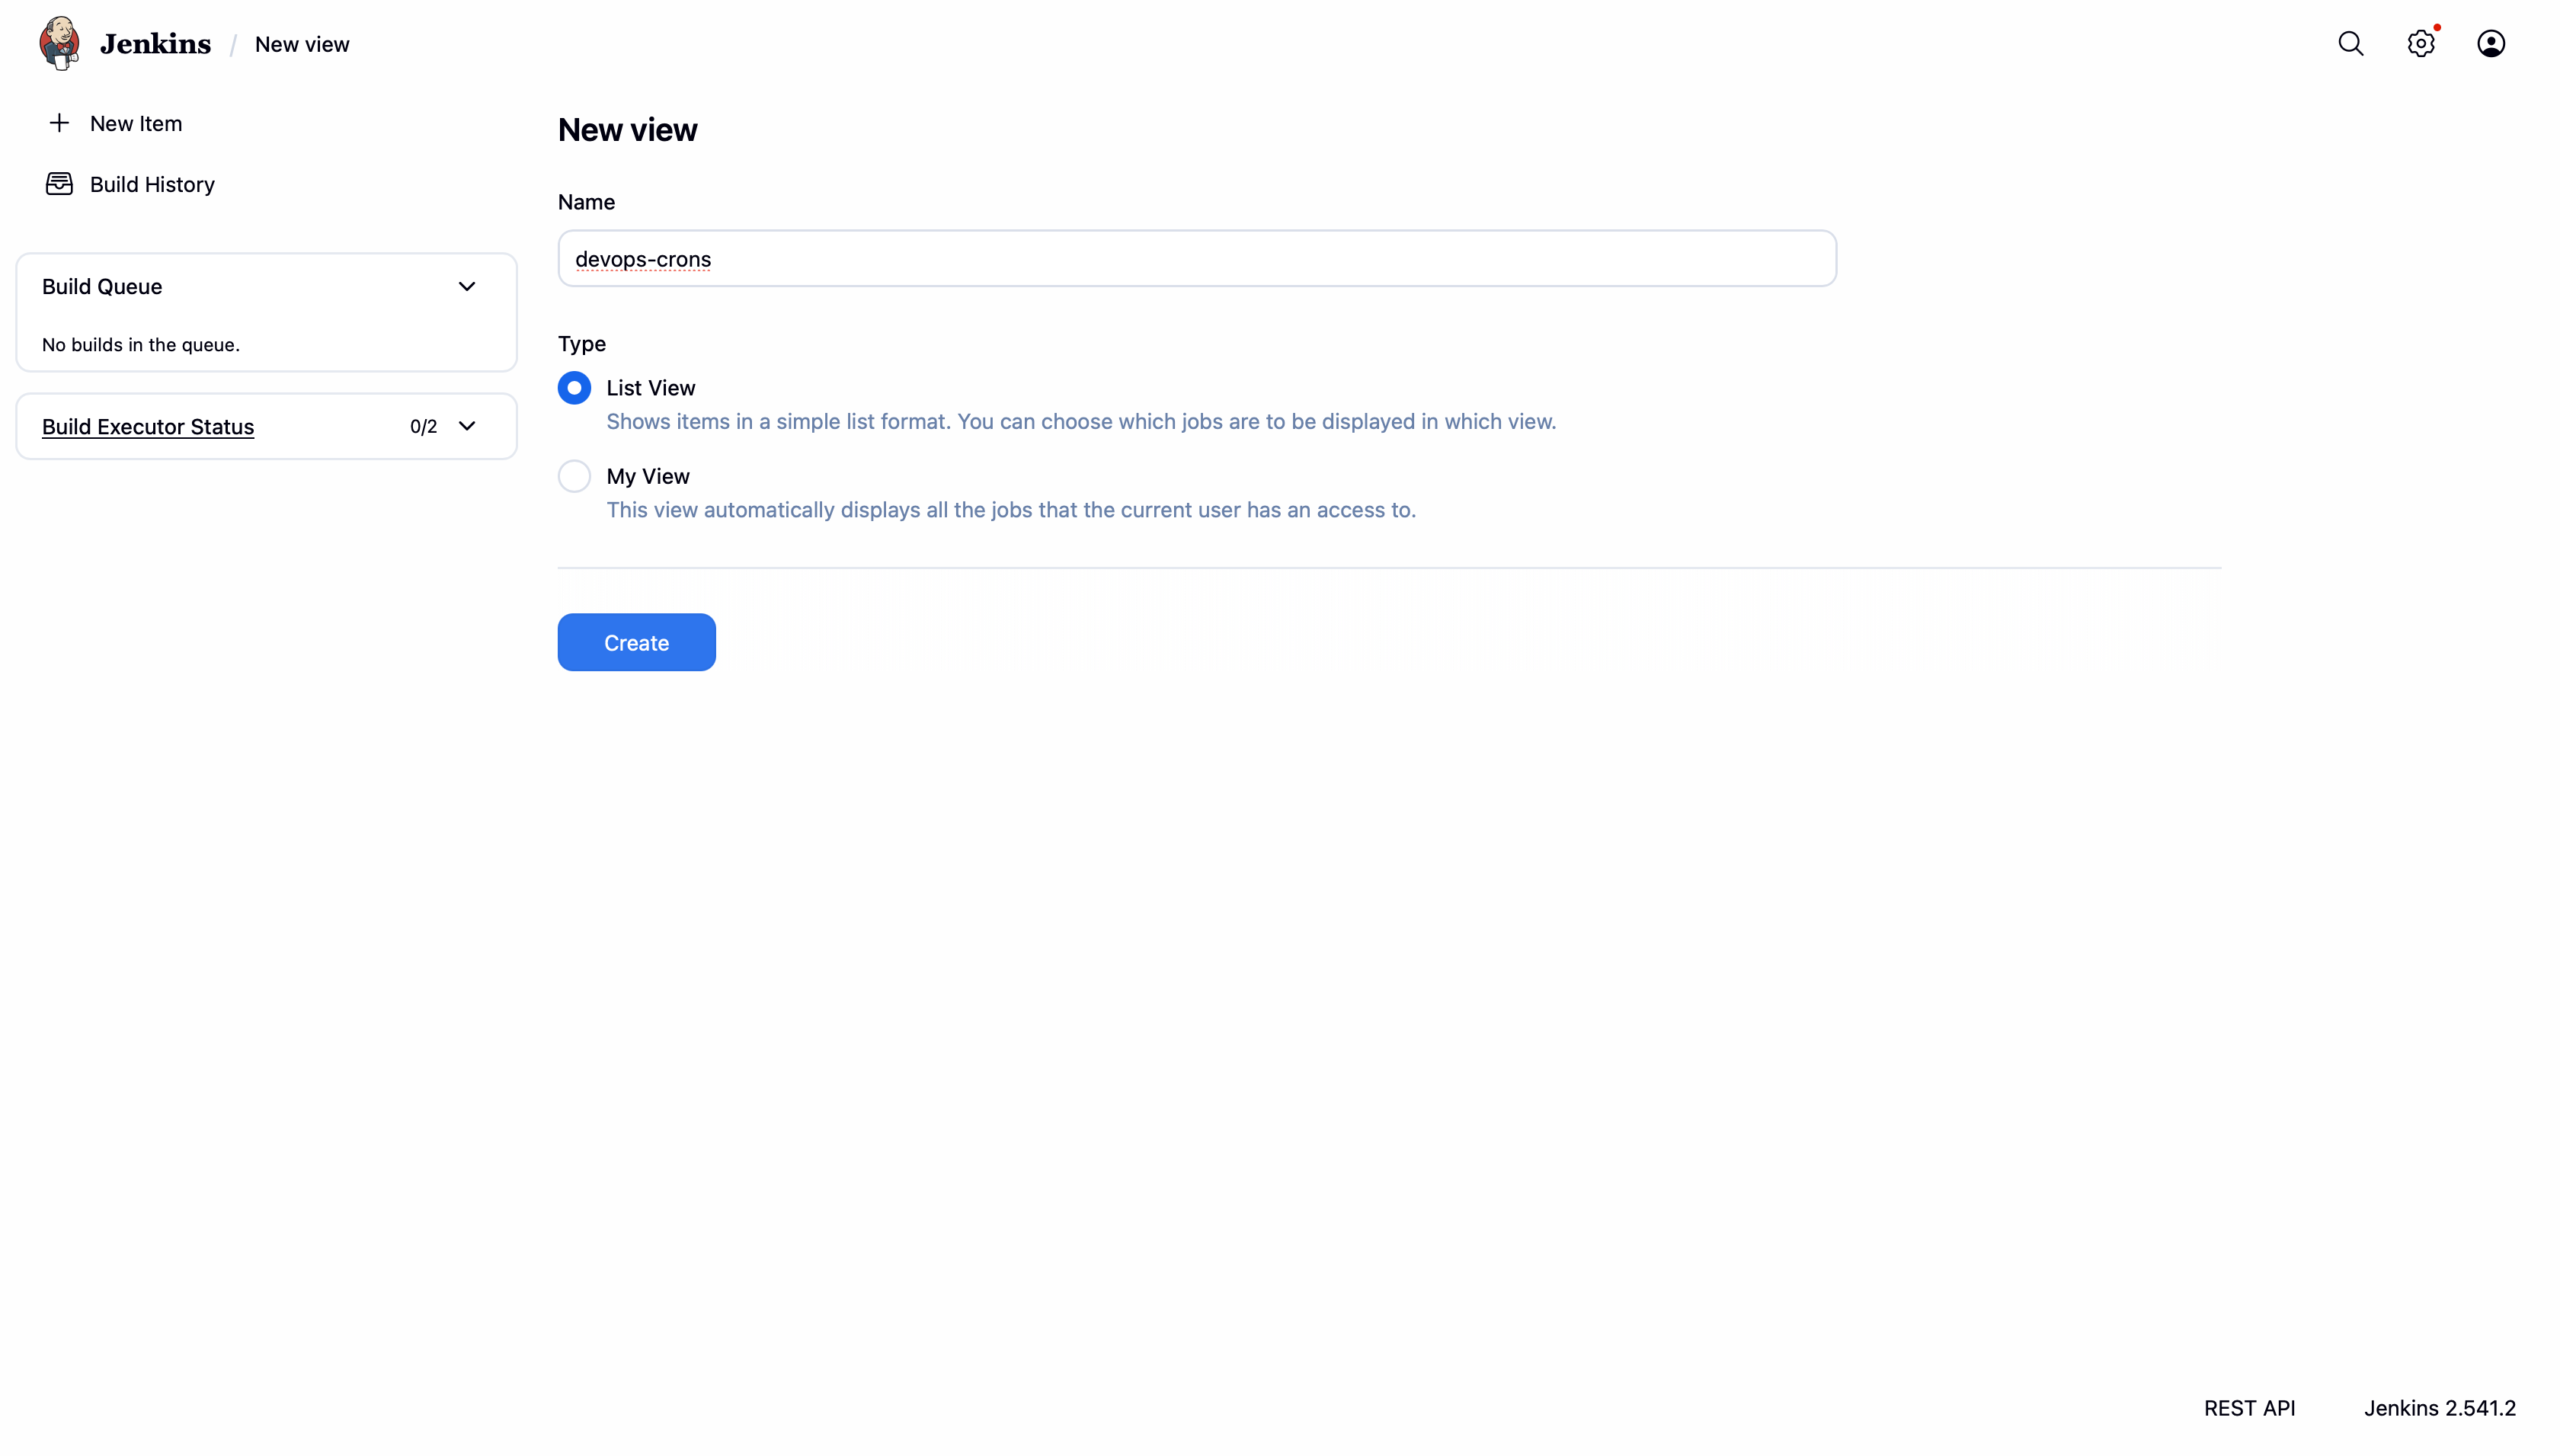 Jenkins / New view
New Item
Build History
Build Queue
No builds in the queue.
Build Executor Status 0/2
New view
Name
devops-crons
Type
List View
Shows items in a simple list format. You can choose which jobs are to be displayed in which view.
My View
This view automatically displays all the jobs that the current user has an access to.
Create
REST API Jenkins 2.541.2